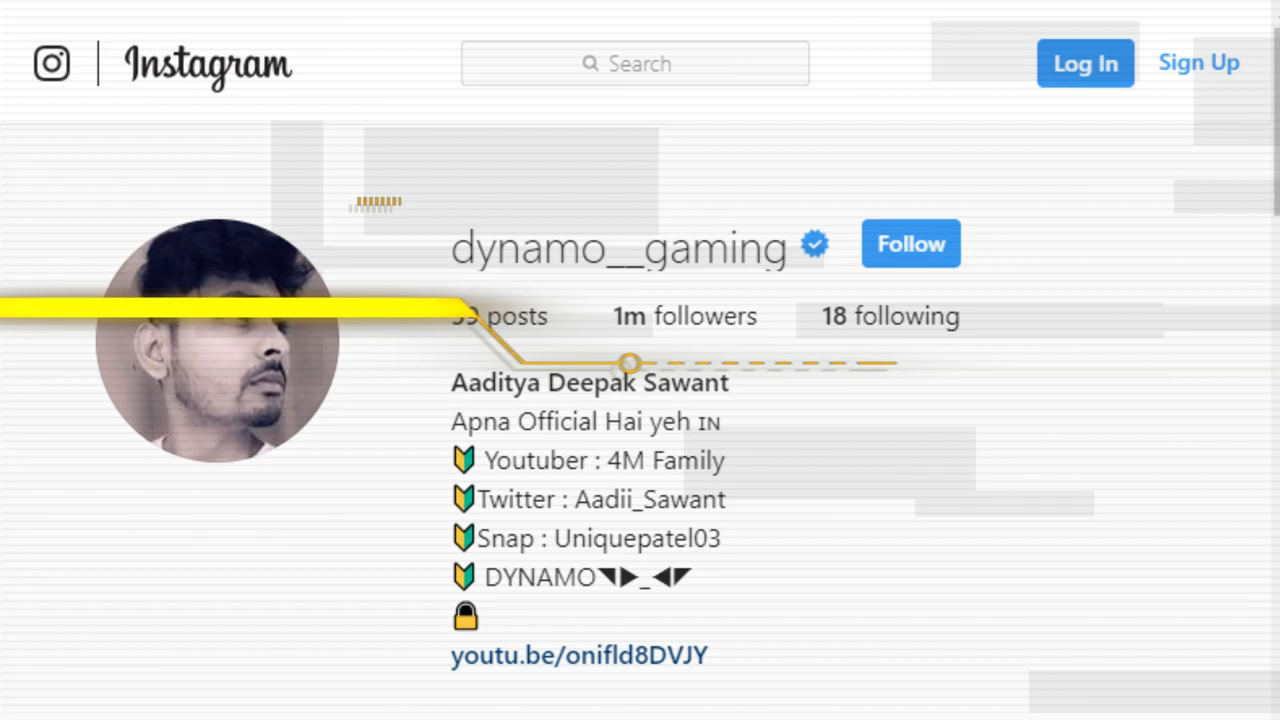 Instagram
Search
Log In
Sign Up
dynamo__gaming
Follow
posts
1m followers
18 following
Aaditya Deepak Sawant
Apna Official Hai yeh IN
🔰 Youtuber : 4M Family
🔰Twitter : Aadii_Sawant
🔰Snap : Uniquepatel03
🔰 DYNAMO◥▶_◀◤
🔒
youtu.be/onifld8DVJY